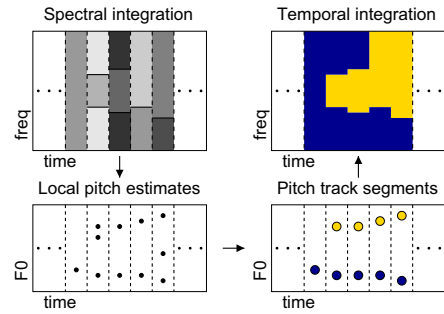 Spectral integration
Temporal integration
freq
· · ·
· · ·
time
freq
· · ·
· · ·
time
Local pitch estimates
Pitch track segments
F0
· · ·
· · ·
time
F0
· · ·
· · ·
time